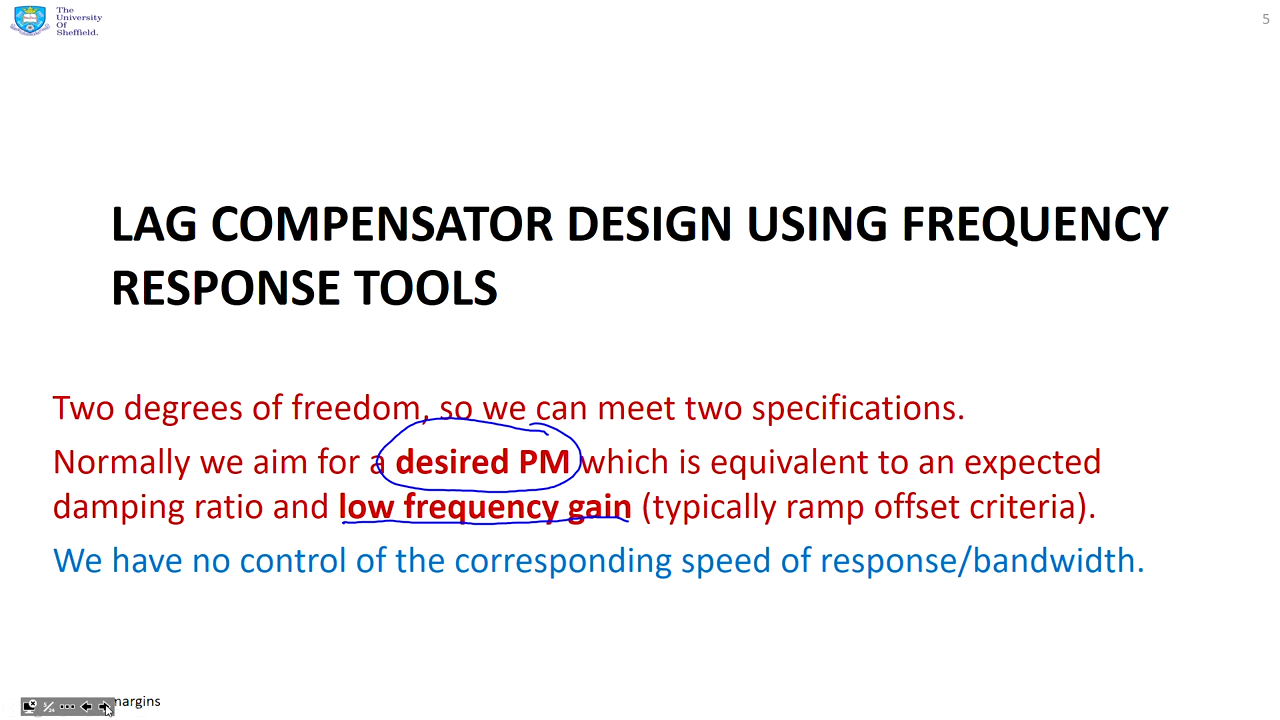 The
University
Of
Sheffield.
5
LAG COMPENSATOR DESIGN USING FREQUENCY
RESPONSE TOOLS
Two degrees of freedom, so we can meet two specifications.
Normally we aim for a desired PM which is equivalent to an expected
damping ratio and low frequency gain (typically ramp offset criteria).
We have no control of the corresponding speed of response/bandwidth.
margins